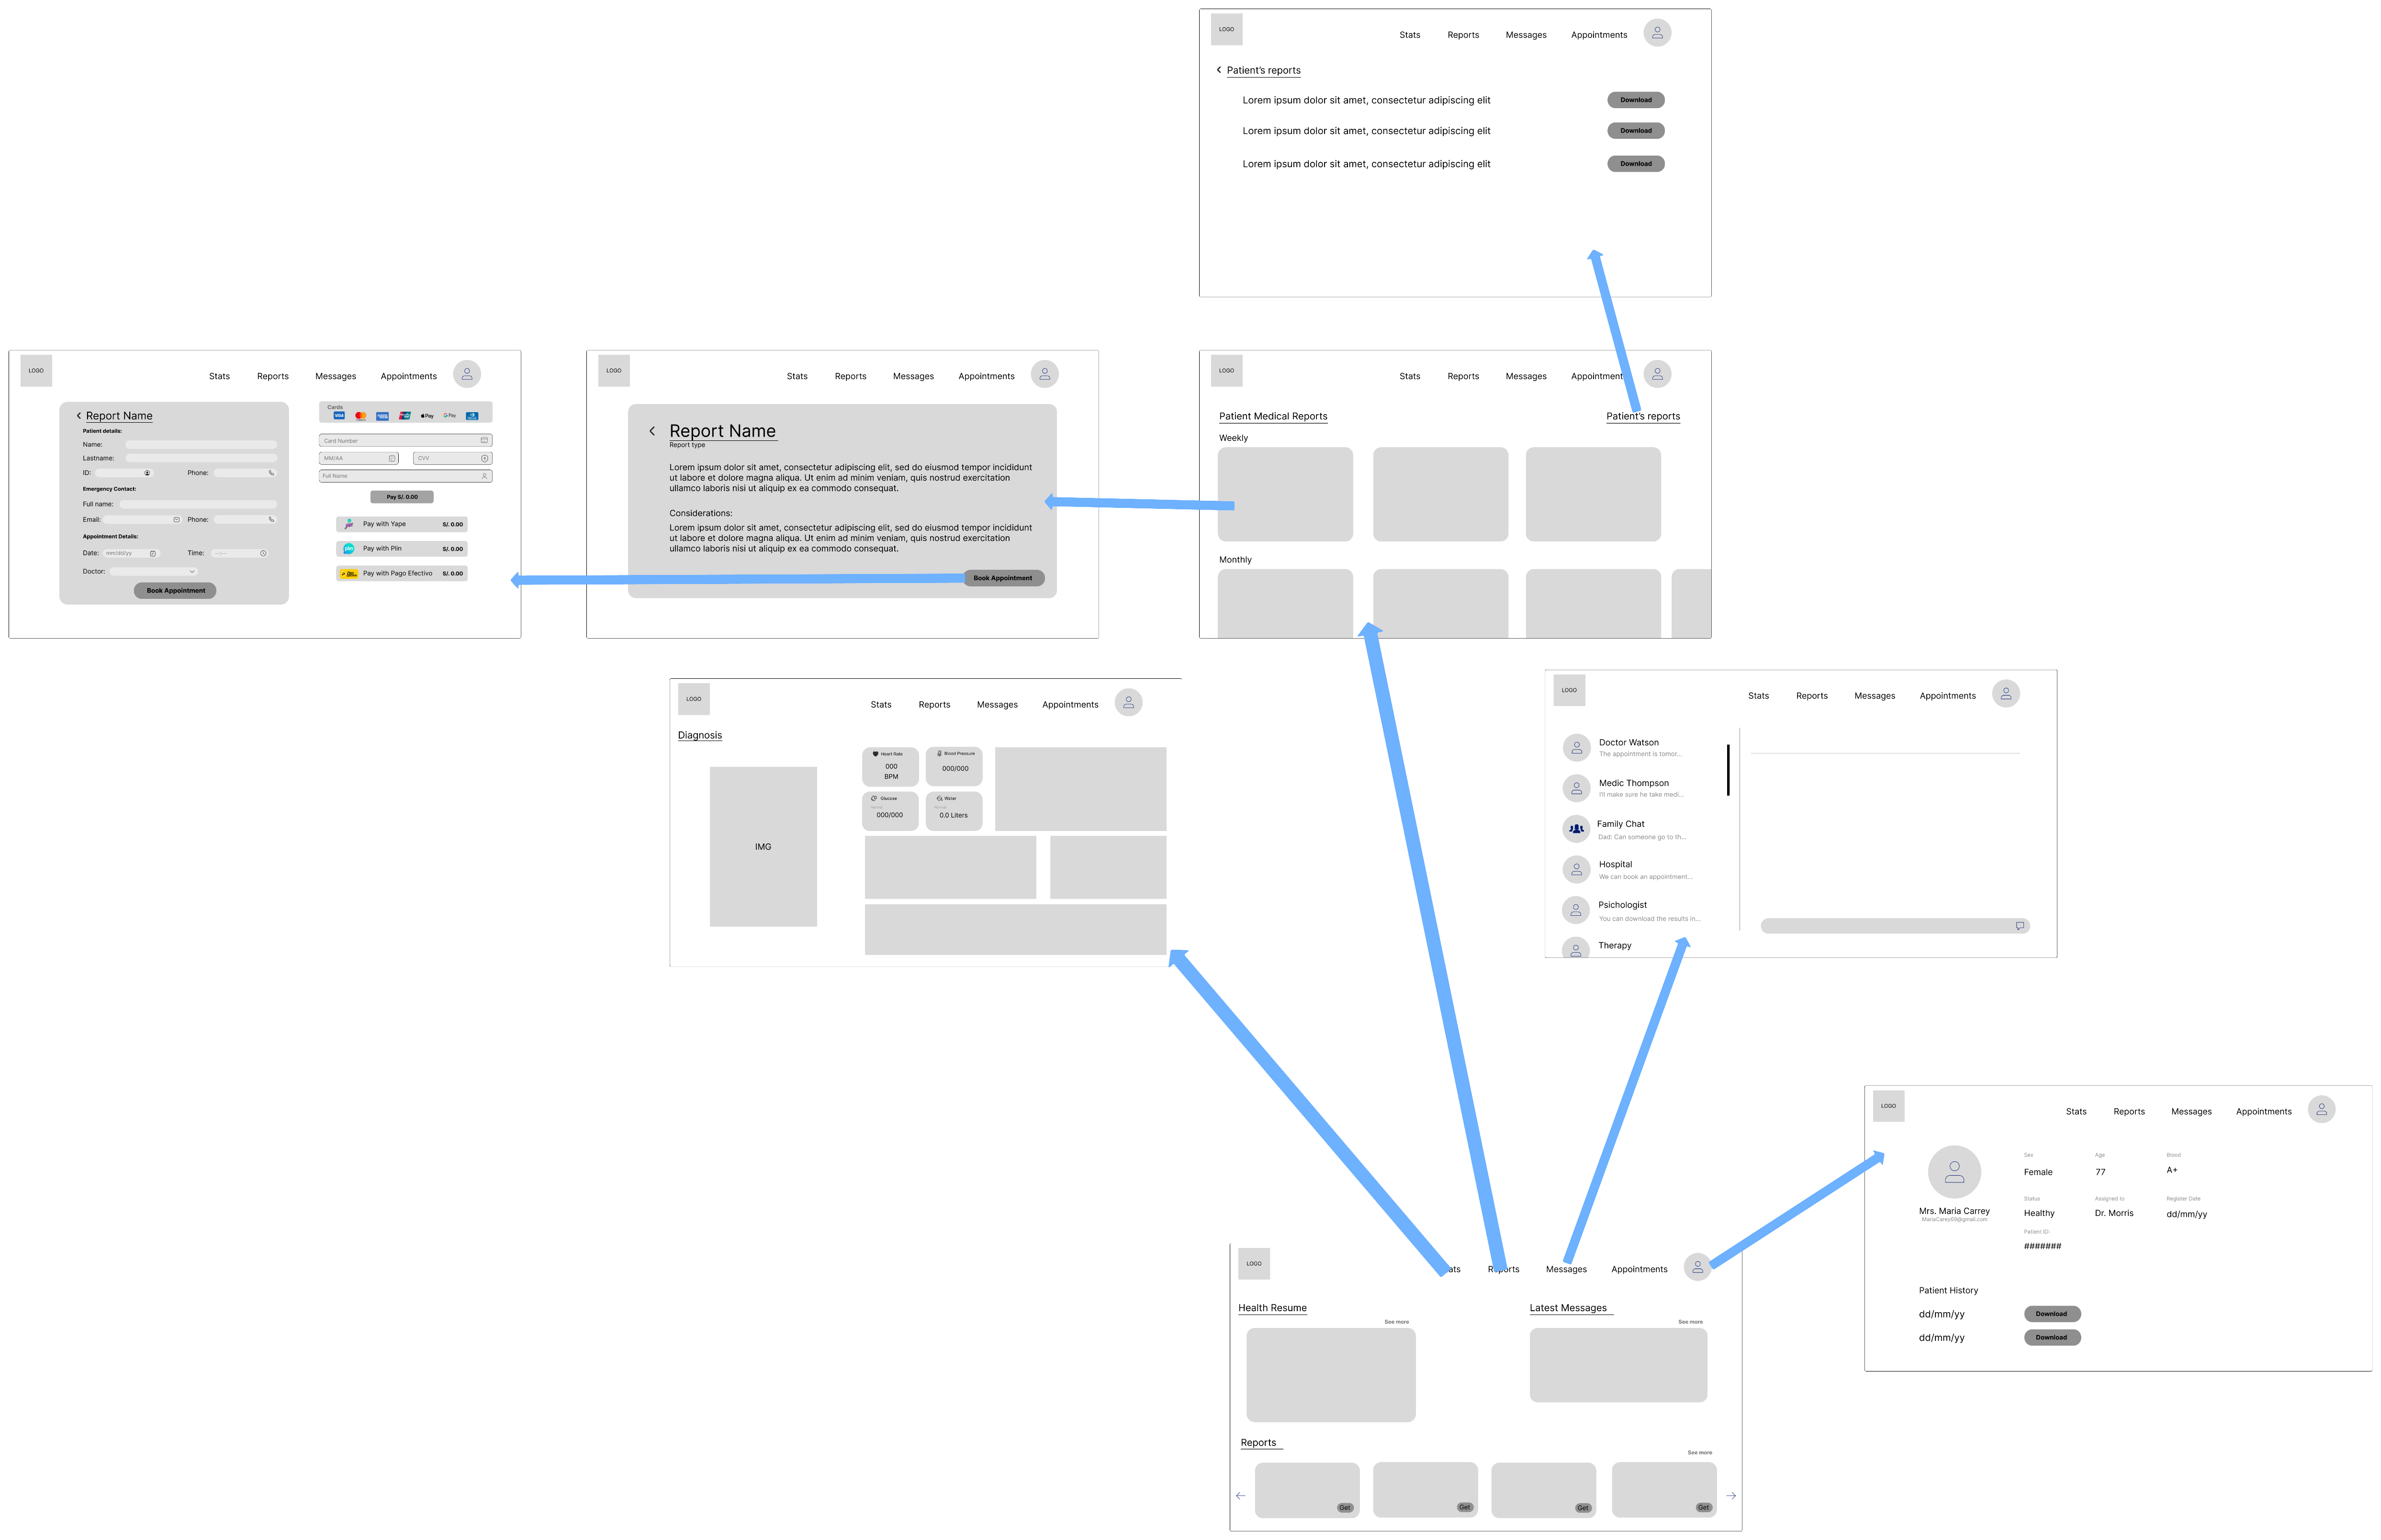 LOGO
Stats Reports Messages Appointments
Patient's reports
Lorem ipsum dolor sit amet, consectetur adipiscing elit Download
Lorem ipsum dolor sit amet, consectetur adipiscing elit Download
Lorem ipsum dolor sit amet, consectetur adipiscing elit Download
LOGO
Stats Reports Messages Appointments
Report Name
Patient details:
Name:
Lastname:
ID: Phone:
Emergency Contact:
Full name:
Email: Phone:
Appointment Details:
Date: mm/dd/yy Time: --:--
Doctor:
Book Appointment
Cards
VISA Pay G Pay
Card Number
MM/AA CVV
Full Name
Pay S/. 0.00
Pay with Yape S/. 0.00
plin Pay with Plin S/. 0.00
Pay with Pago Efectivo S/. 0.00
LOGO
Stats Reports Messages Appointments
Report Name
Report type
Lorem ipsum dolor sit amet, consectetur adipiscing elit, sed do eiusmod tempor incididunt
ut labore et dolore magna aliqua. Ut enim ad minim veniam, quis nostrud exercitation
ullamco laboris nisi ut aliquip ex ea commodo consequat.
Considerations:
Lorem ipsum dolor sit amet, consectetur adipiscing elit, sed do eiusmod tempor incididunt
ut labore et dolore magna aliqua. Ut enim ad minim veniam, quis nostrud exercitation
ullamco laboris nisi ut aliquip ex ea commodo consequat.
Book Appointment
LOGO
Stats Reports Messages Appointment
Patient Medical Reports Patient's reports
Weekly
Monthly
LOGO
Stats Reports Messages Appointments
Diagnosis
IMG
Heart Rate
000
BPM
Blood Pressure
000/000
Glucose
000/000
Water
0.0 Liters
LOGO
Stats Reports Messages Appointments
Doctor Watson
The appointment is tomor...
Medic Thompson
I'll make sure he take medi...
Family Chat
Dad: Can someone go to th...
Hospital
We can book an appointment...
Psichologist
You can download the results in...
Therapy
LOGO
Stats Reports Messages Appointments
Mrs. Maria Carrey
MariaCarey69@gmail.com
Sex Age Blood
Female 77 A+
Status Assigned to Register Date
Healthy Dr. Morris dd/mm/yy
Patient ID:
#######
Patient History
dd/mm/yy Download
dd/mm/yy Download
LOGO
ats Reports Messages Appointments
Health Resume
See more
Latest Messages
See more
Reports
See more
Get Get Get Get